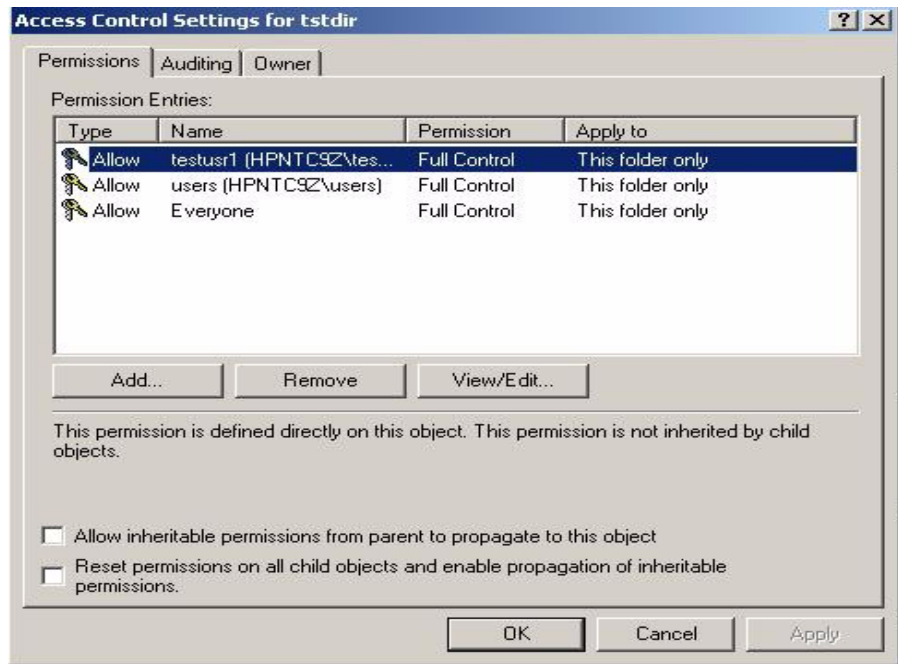 Access Control Settings for tstdir
Permissions Auditing Owner
Permission Entries:
Type Name Permission Apply to
Allow testusr1 (HPNTC9Z\tes... Full Control This folder only
Allow users (HPNTC9Z\users) Full Control This folder only
Allow Everyone Full Control This folder only
Add... Remove View/Edit...
This permission is defined directly on this object. This permission is not inherited by child
objects.
Allow inheritable permissions from parent to propagate to this object
Reset permissions on all child objects and enable propagation of inheritable
permissions.
OK Cancel Apply